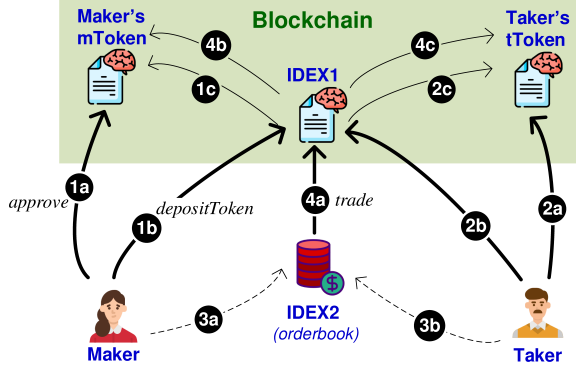 Maker's
mToken
Blockchain
Taker's
tToken
4b
4c
IDEX1
1c
2c
1a
approve
depositToken
4a
trade
2a
1b
2b
$
3a
IDEX2
(orderbook)
3b
Maker
Taker